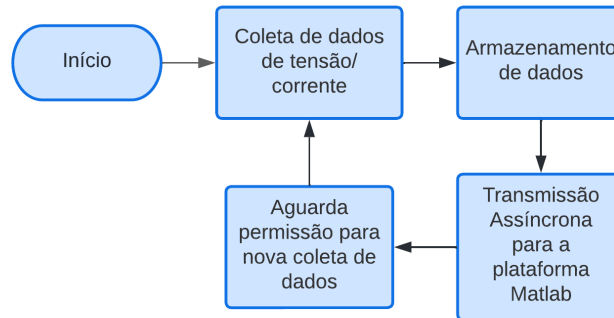 Início
Coleta de dados
de tensão/
corrente
Armazenamento
de dados
Transmissão
Assíncrona
para a
plataforma
Matlab
Aguarda
permissão para
nova coleta de
dados